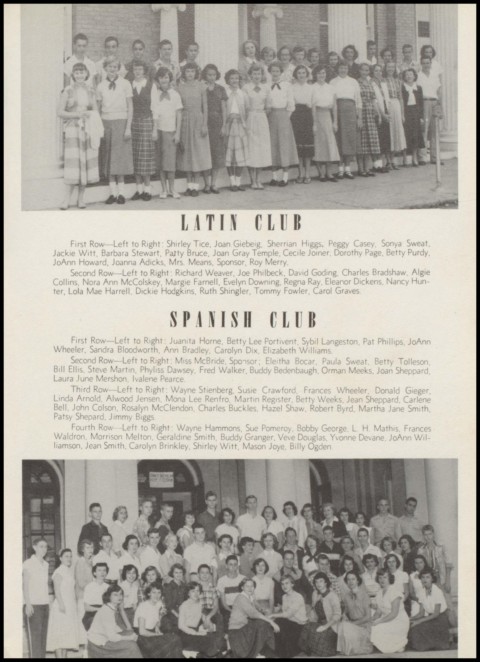 LATIN CLUB
First Row—Left to Right: Shirley Tice, Joan Giebeig, Sherrian Higgs, Peggy Casey, Sonya Sweat,
Jackie Witt, Barbara Stewart, Patty Bruce, Joan Gray Temple, Cecile Joiner, Dorothy Page, Betty Purdy,
JoAnn Howard, Joanna Adicks, Mrs. Means, Sponsor, Roy Merry.
Second Row—Left to Right: Richard Weaver, Joe Philbeck, David Goding, Charles Bradshaw, Algie
Collins, Nora Ann McColskey, Margie Farnell, Evelyn Downing, Regna Ray, Eleanor Dickens, Nancy Hun-
ter, Lola Mae Harrell, Dickie Hodgkins, Ruth Shingler, Tommy Fowler, Carol Graves.
SPANISH CLUB
First Row—Left to Right: Juanita Horne, Betty Lee Portivent, Sybil Langeston, Pat Phillips, JoAnn
Wheeler, Sandra Bloodworth, Ann Bradley, Carolyn Dix, Elizabeth Williams.
Second Row—Left to Right: Miss McBride, Sponsor; Eleitha Bocar, Paula Sweat, Betty Tolleson,
Bill Ellis, Steve Martin, Phyliss Dawsey, Fred Walker, Buddy Bedenbaugh, Orman Meeks, Joan Sheppard,
Laura June Mershon, Ivalene Pearce.
Third Row—Left to Right: Wayne Stienberg, Susie Crawford, Frances Wheeler, Donald Gieger,
Linda Arnold, Alwood Jensen, Mona Lee Renfro, Martin Register, Betty Weeks, Jean Sheppard, Carlene
Bell, John Colson, Rosalyn McClendon, Charles Buckles, Hazel Shaw, Robert Byrd, Martha Jane Smith,
Patsy Shepard, Jimmy Biggs.
Fourth Row—Left to Right: Wayne Hammons, Sue Pomeroy, Bobby George, L. H. Mathis, Frances
Waldron, Morrison Melton, Geraldine Smith, Buddy Granger, Veve Douglas, Yvonne Devane, JoAnn Wil-
liamson, Jean Smith, Carolyn Brinkley, Shirley Witt, Mason Joye, Billy Ogden.